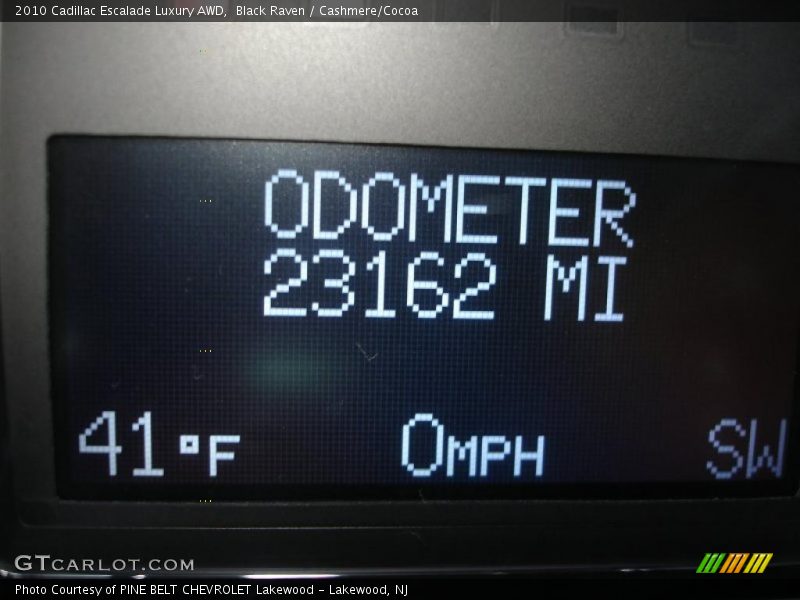 2010 Cadillac Escalade Luxury AWD,  Black Raven / Cashmere/Cocoa
ODOMETER
23162 MI
41°F 0MPH SW
GTCARLOT.COM
Photo Courtesy of PINE BELT CHEVROLET Lakewood - Lakewood, NJ